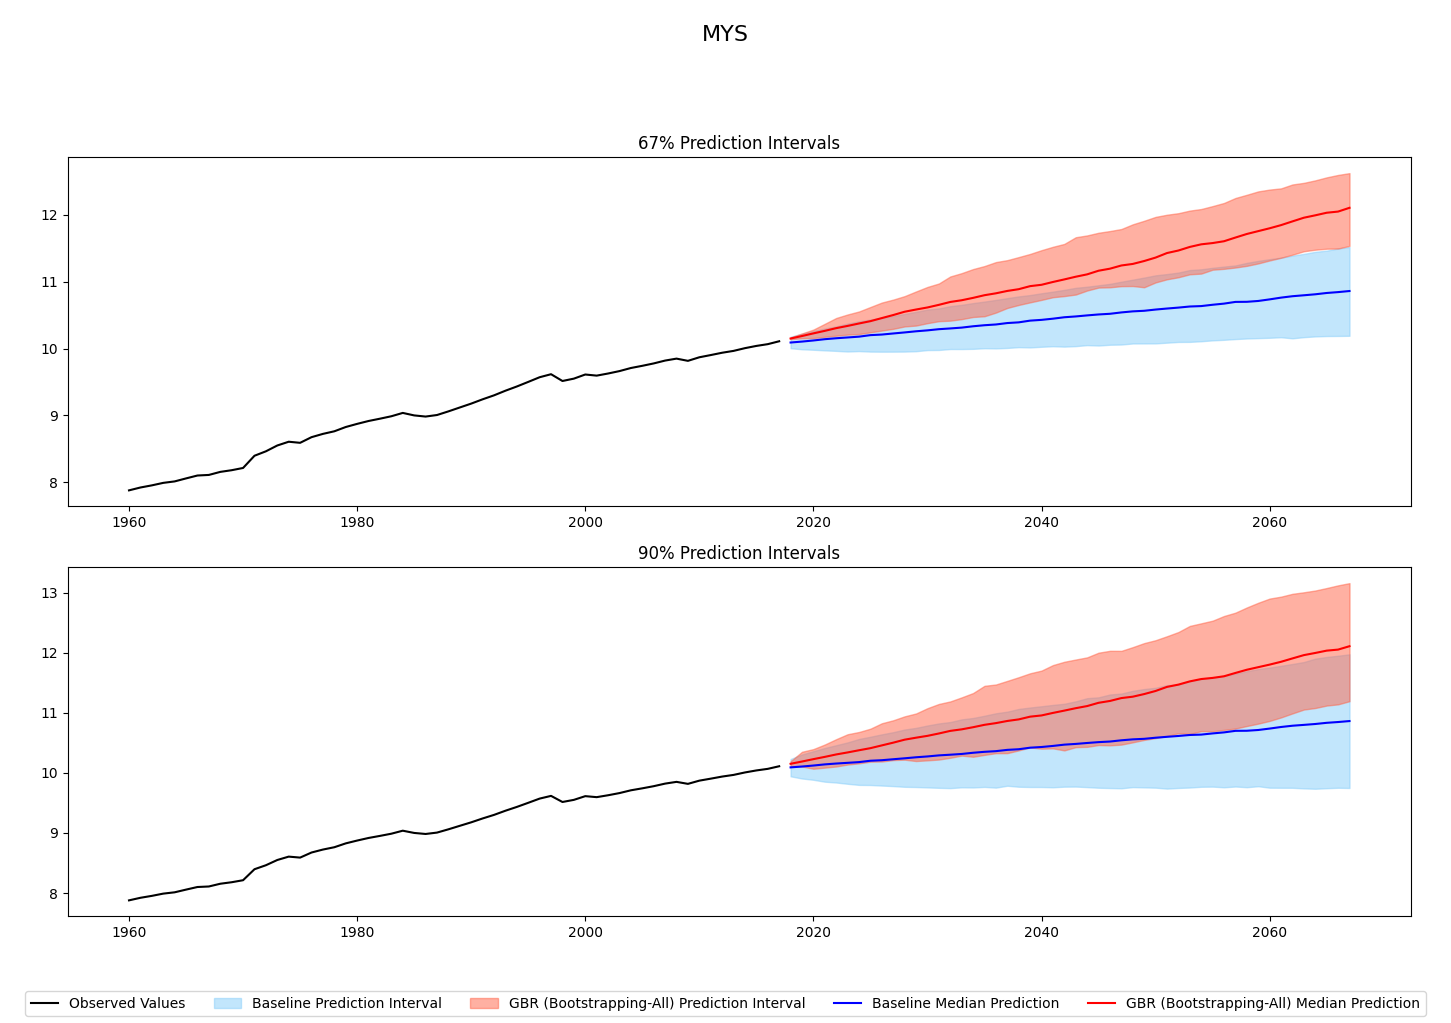 MYS
67% Prediction Intervals
12
11
10
9
8
1960 1980 2000 2020 2040 2060
90% Prediction Intervals
13
12
11
10
9
8
1960 1980 2000 2020 2040 2060
Observed Values Baseline Prediction Interval GBR (Bootstrapping-All) Prediction Interval Baseline Median Prediction GBR (Bootstrapping-All) Median Prediction